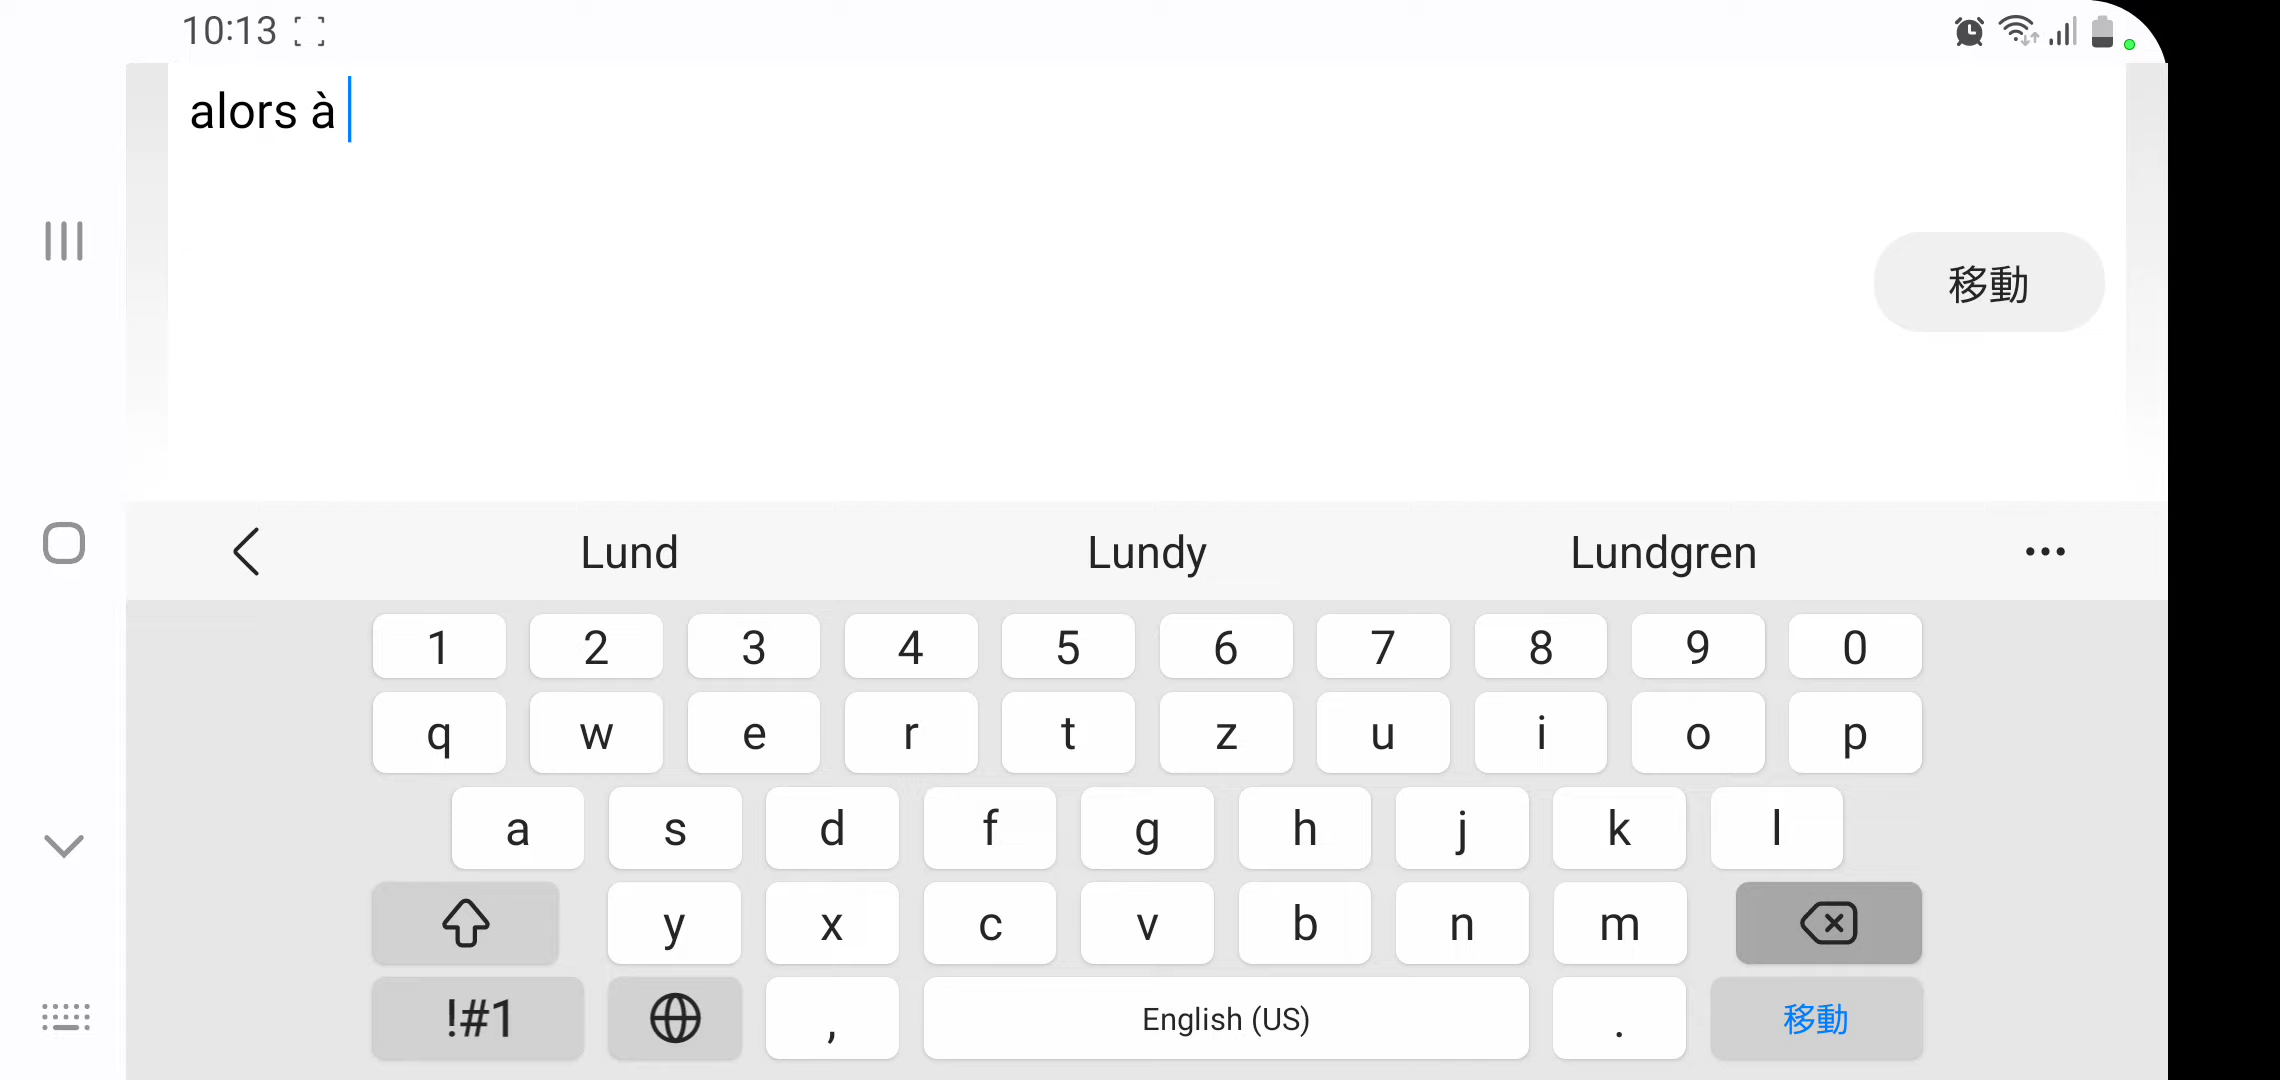 10:13
alors à
移動
Lund Lundy Lundgren
1 2 3 4 5 6 7 8 9 0
q w e r t z u i o p
a s d f g h j k l
y x c v b n m
!#1 , English (US) . 移動